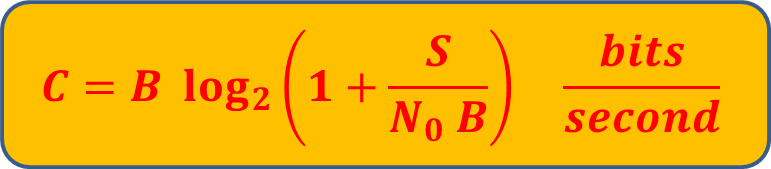 C = B log₂ (1 + S / (N₀ B)) bits / second